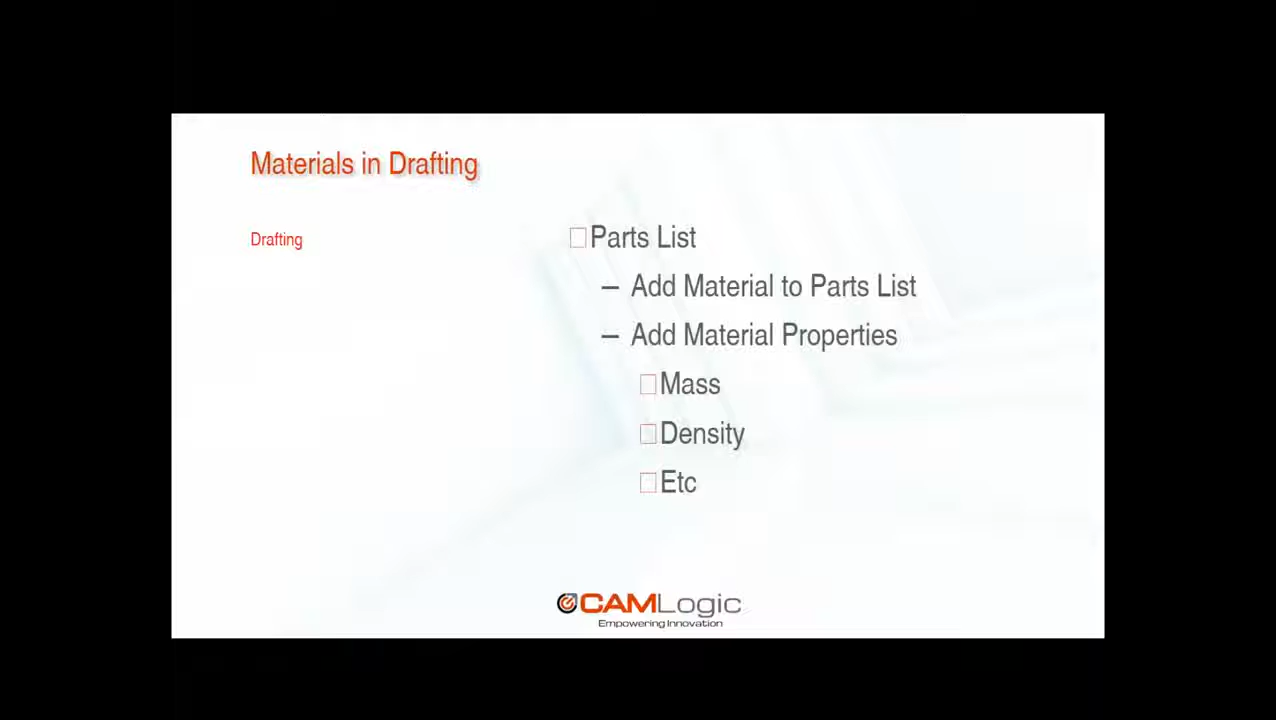 Materials in Drafting
Drafting
Parts List
– Add Material to Parts List
– Add Material Properties
Mass
Density
Etc
CAMLogic
Empowering Innovation